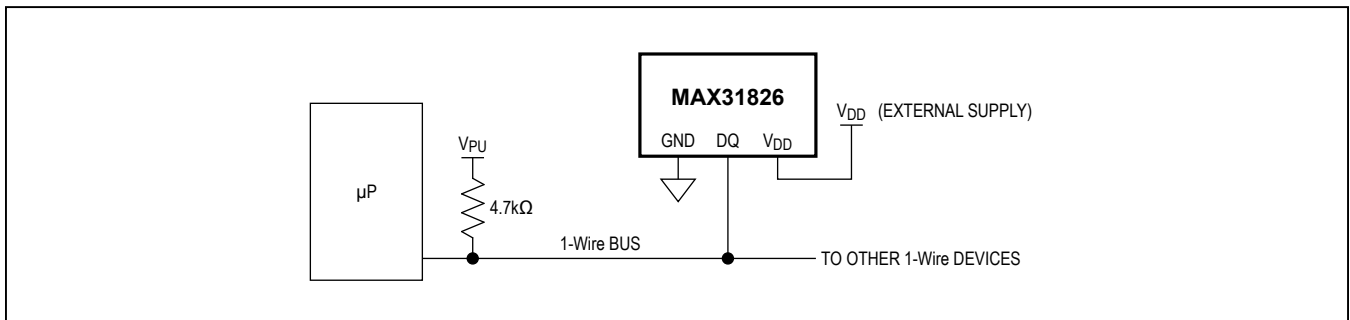 MAX31826
GND DQ VDD
VDD (EXTERNAL SUPPLY)
VPU
µP
4.7kΩ
1-Wire BUS
TO OTHER 1-Wire DEVICES